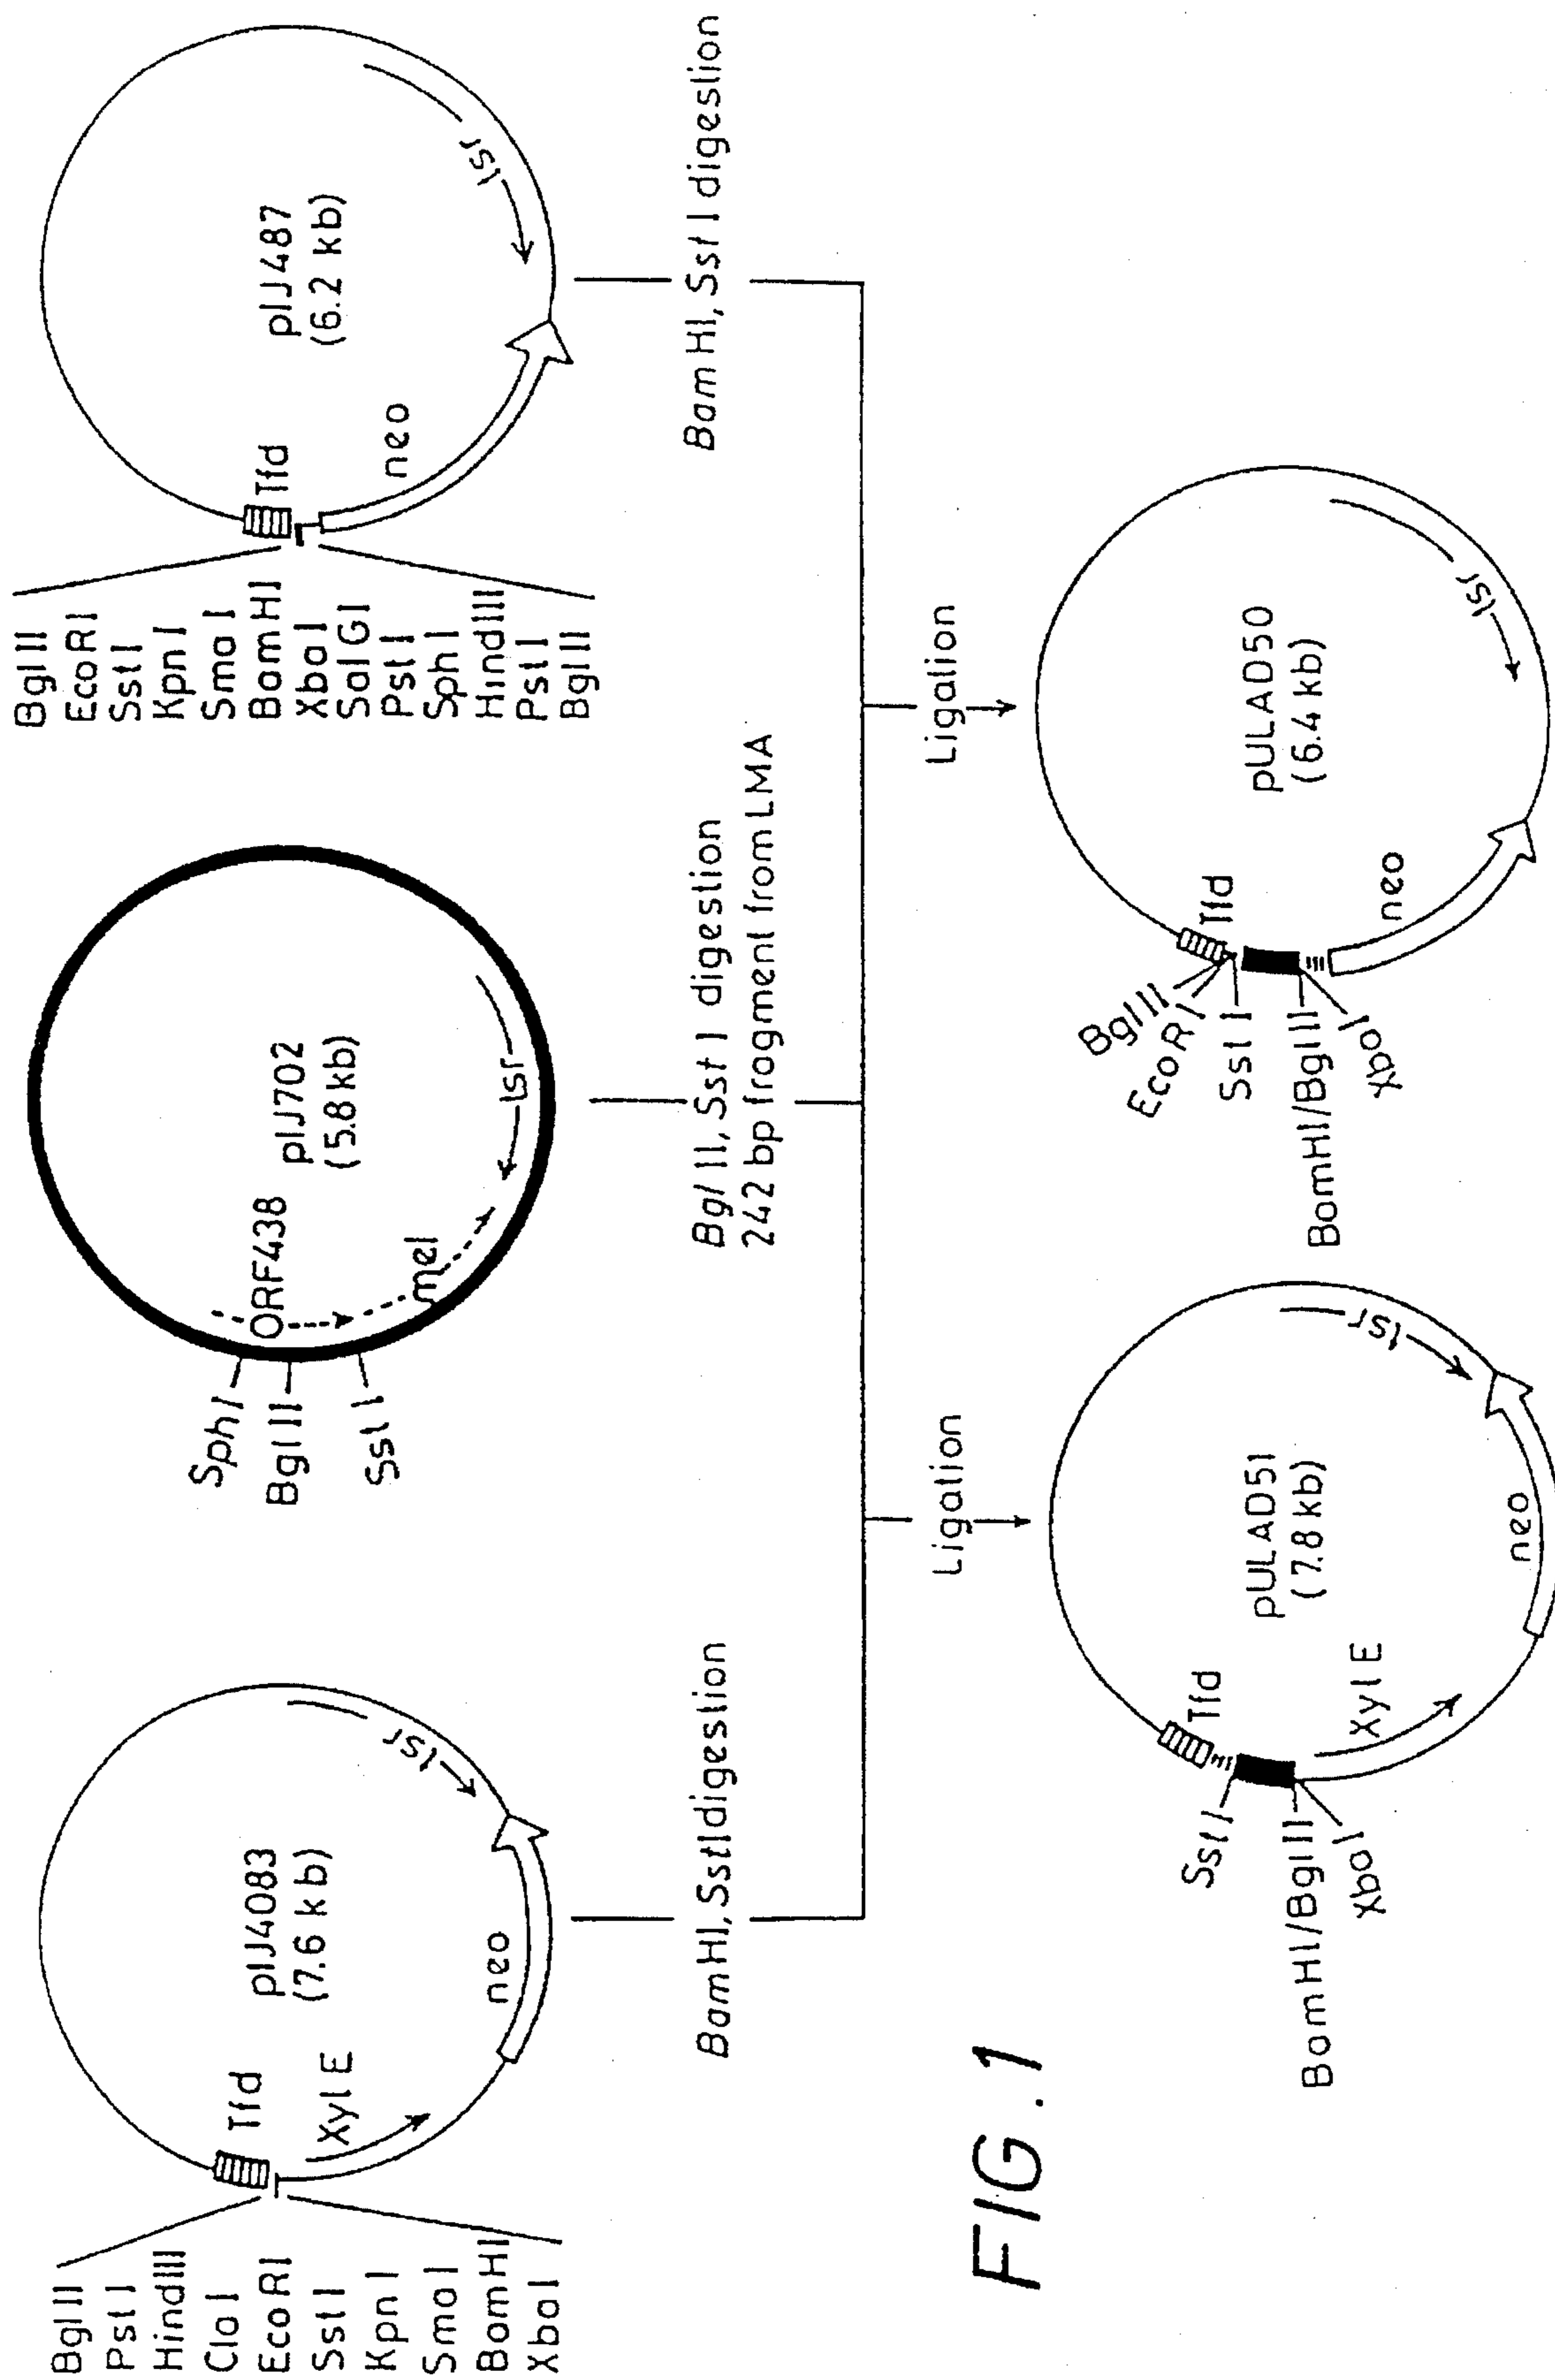 BglII
PstI
HindIII
ClaI
EcoRI
SstI
KpnI
SmaI
BamHI
XbaI
Tfd
XylE
pIJ4083
(7.6 kb)
neo
tsr
SphI
BglII
SstI
ORF438
pIJ702
(5.8 kb)
mel
tsr
BglII
EcoRI
SstI
KpnI
SmaI
BamHI
XbaI
SalGI
PstI
SphI
HindIII
PstI
BglII
Tfd
pIJ487
(6.2 kb)
neo
tsr
BamHI, SstI digestion
BglII, SstI digestion
242 bp fragment from LMA
BamHI, SstI digestion
Ligation
Ligation
SstI
BamHI/BglII
XbaI
Tfd
XylE
pULAD51
(7.8 kb)
neo
tsr
BglII
EcoRI
SstI
BamHI/BglII
XbaI
Tfd
pULAD50
(6.4 kb)
neo
tsr
FIG.1